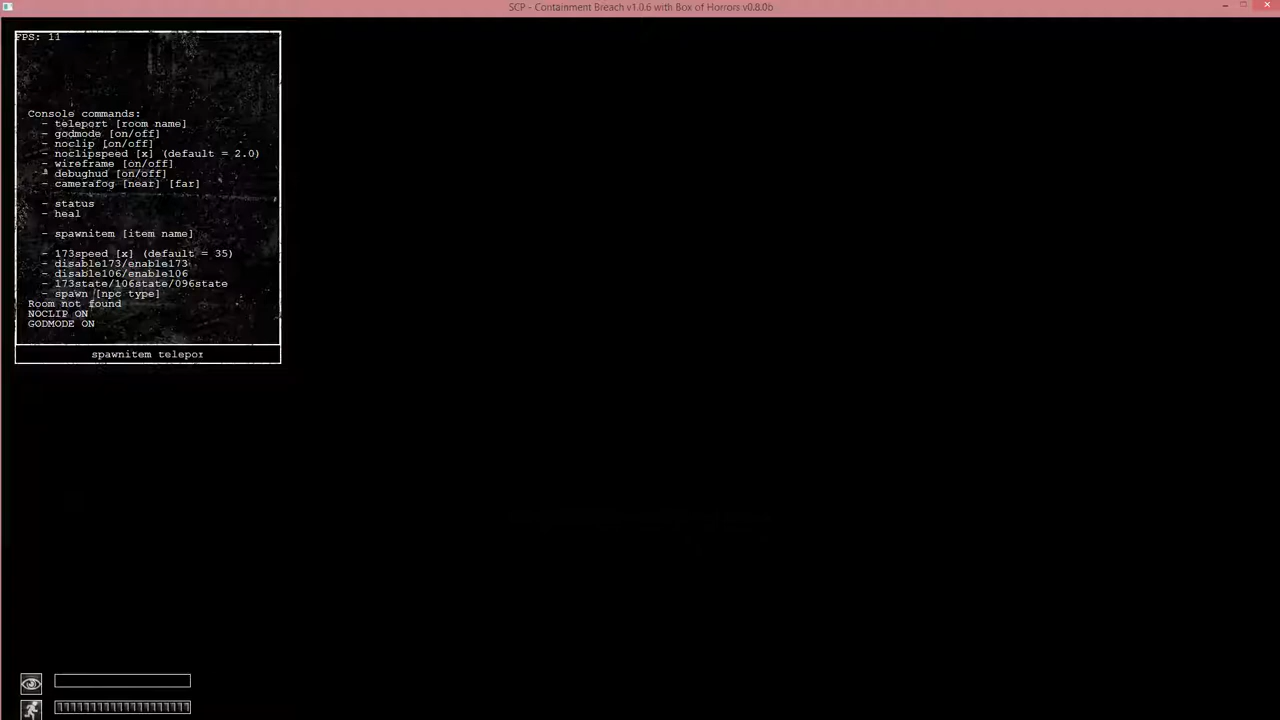 SCP - Containment Breach v1.0.6 with Box of Horrors v0.8.0b
FPS: 11
Console commands:
- teleport [room name]
- godmode [on/off]
- noclip [on/off]
- noclipspeed [x] (default = 2.0)
- wireframe [on/off]
- debughud [on/off]
- camerafog [near] [far]
- status
- heal
- spawnitem [item name]
- 173speed [x] (default = 35)
- disable173/enable173
- disable106/enable106
- 173state/106state/096state
- spawn [npc type]
Room not found
NOCLIP ON
GODMODE ON
spawnitem telepor